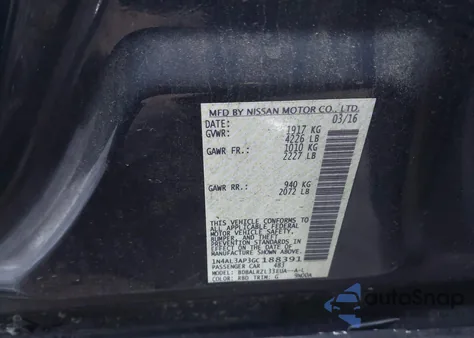 MFD BY NISSAN MOTOR CO., LTD.
DATE: 03/16
GVWR: 1917 KG
4226 LB
GAWR FR.: 1010 KG
2227 LB
GAWR RR.: 940 KG
2072 LB
THIS VEHICLE CONFORMS TO
ALL APPLICABLE FEDERAL
MOTOR VEHICLE SAFETY,
BUMPER, AND THEFT
PREVENTION STANDARDS
IN EFFECT ON THE DATE OF
MANUFACTURE SHOWN ABOVE.
1N4AL3AP3GC188391
PASSENGER CAR 481
MODEL:
COLOR: TRIM: G
autoSnap